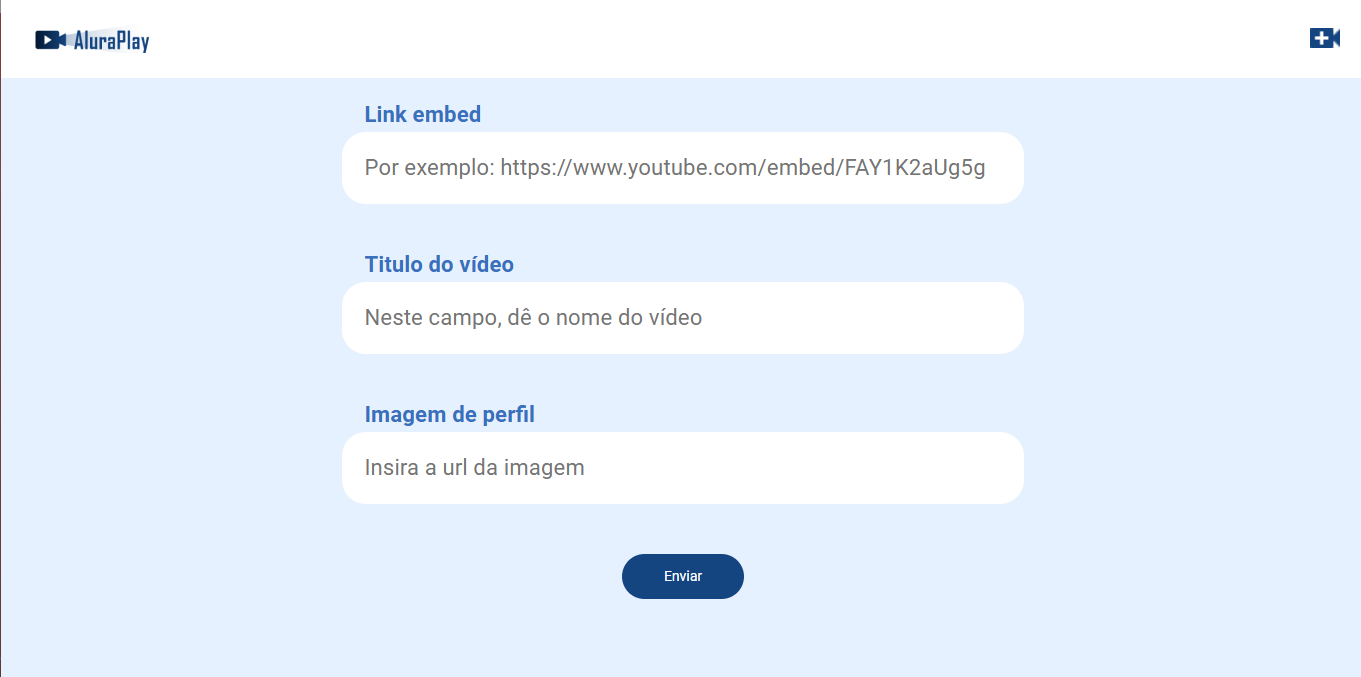 AluraPlay
Link embed
Por exemplo: https://www.youtube.com/embed/FAY1K2aUg5g
Titulo do vídeo
Neste campo, dê o nome do vídeo
Imagem de perfil
Insira a url da imagem
Enviar